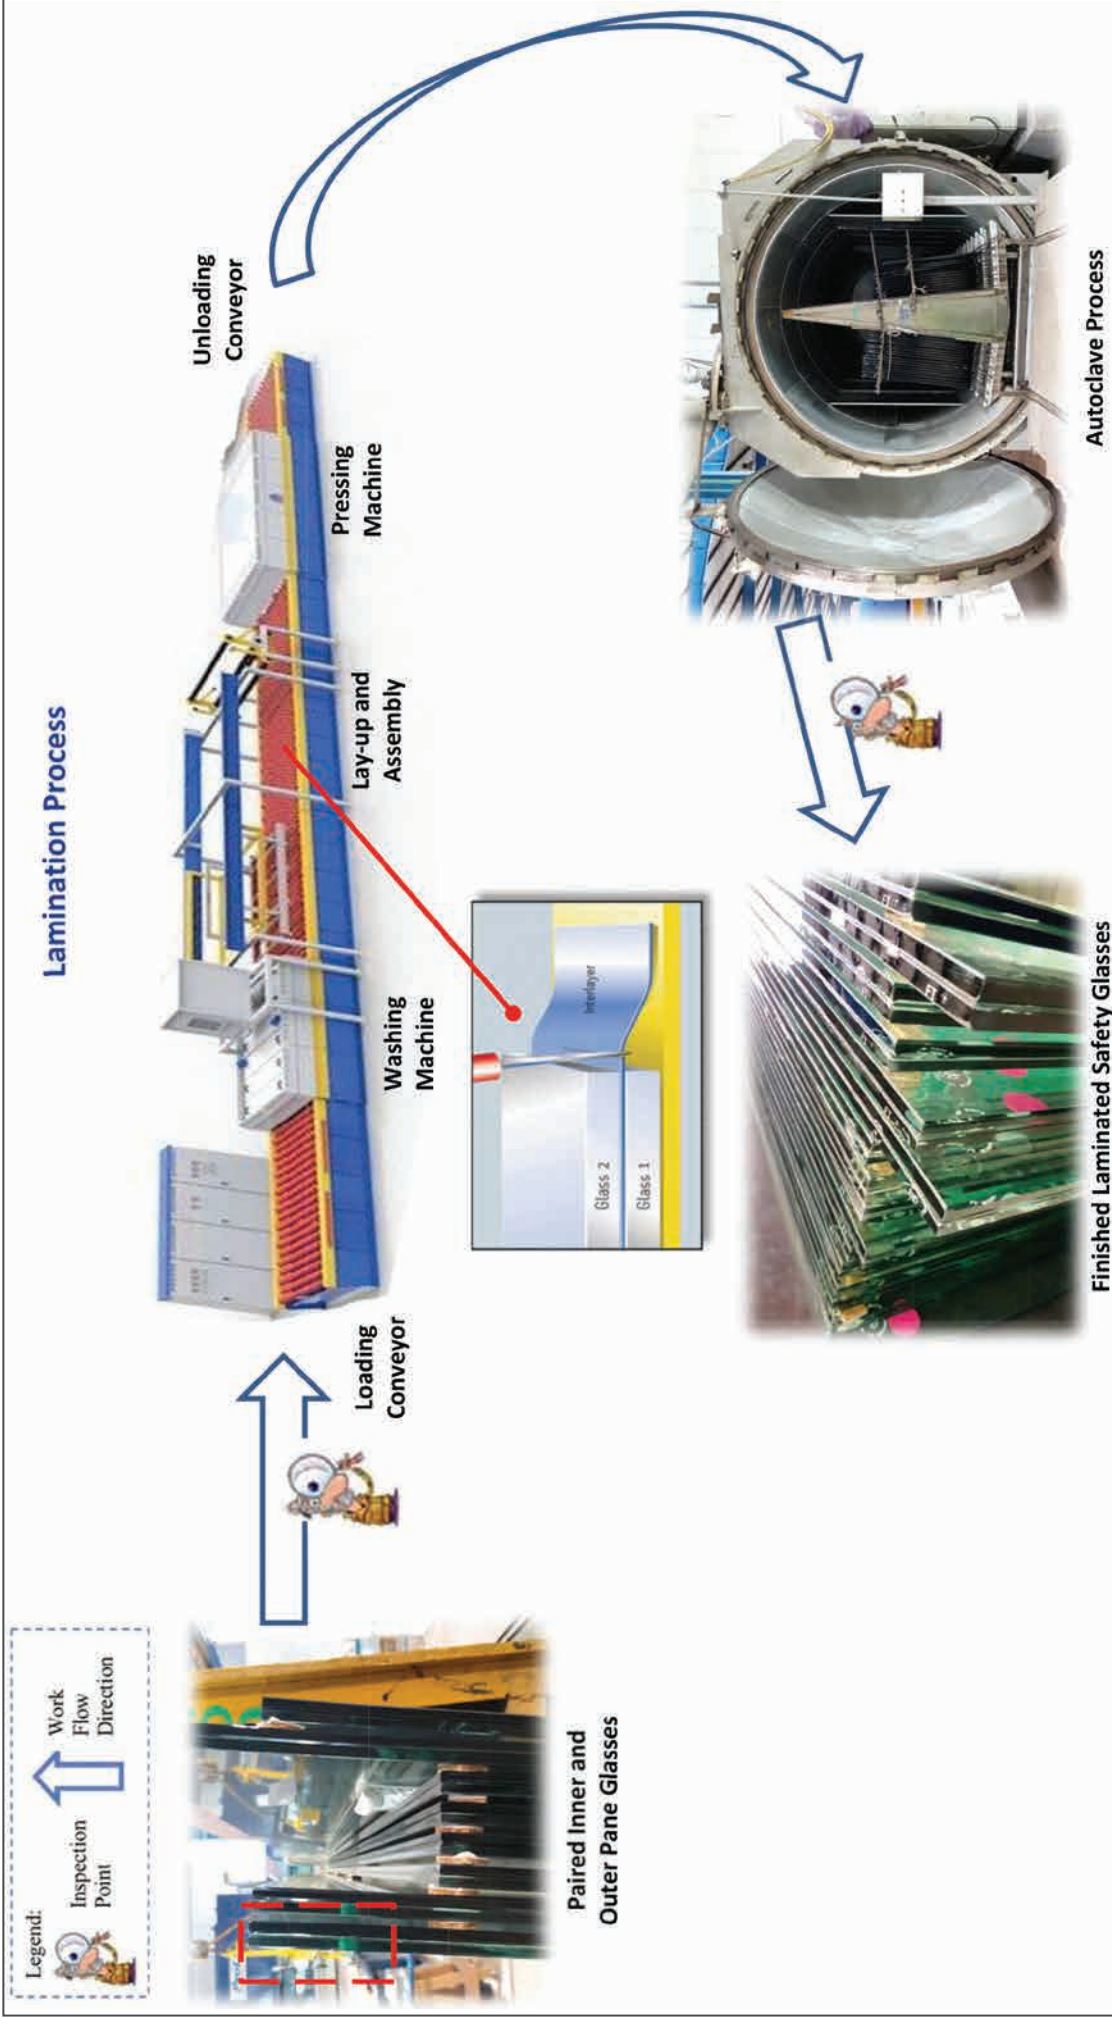 Lamination Process
Legend:
Inspection
Point
Work
Flow
Direction
Paired Inner and
Outer Pane Glasses
Loading
Conveyor
Washing
Machine
Lay-up and
Assembly
Pressing
Machine
Unloading
Conveyor
Glass 2
Glass 1
Interlayer
Autoclave Process
Finished Laminated Safety Glasses